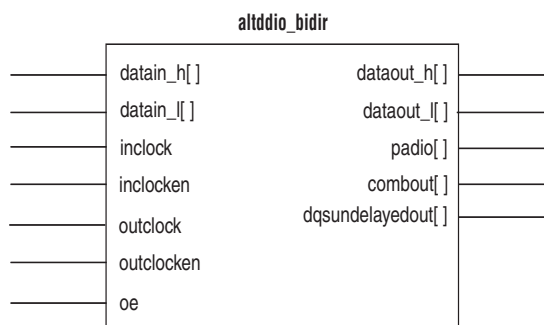 altddio_bidir
datain_h[ ]
datain_l[ ]
inclock
inclocken
outclock
outclocken
oe
dataout_h[ ]
dataout_l[ ]
padio[ ]
combout[ ]
dqsundelayedout[ ]